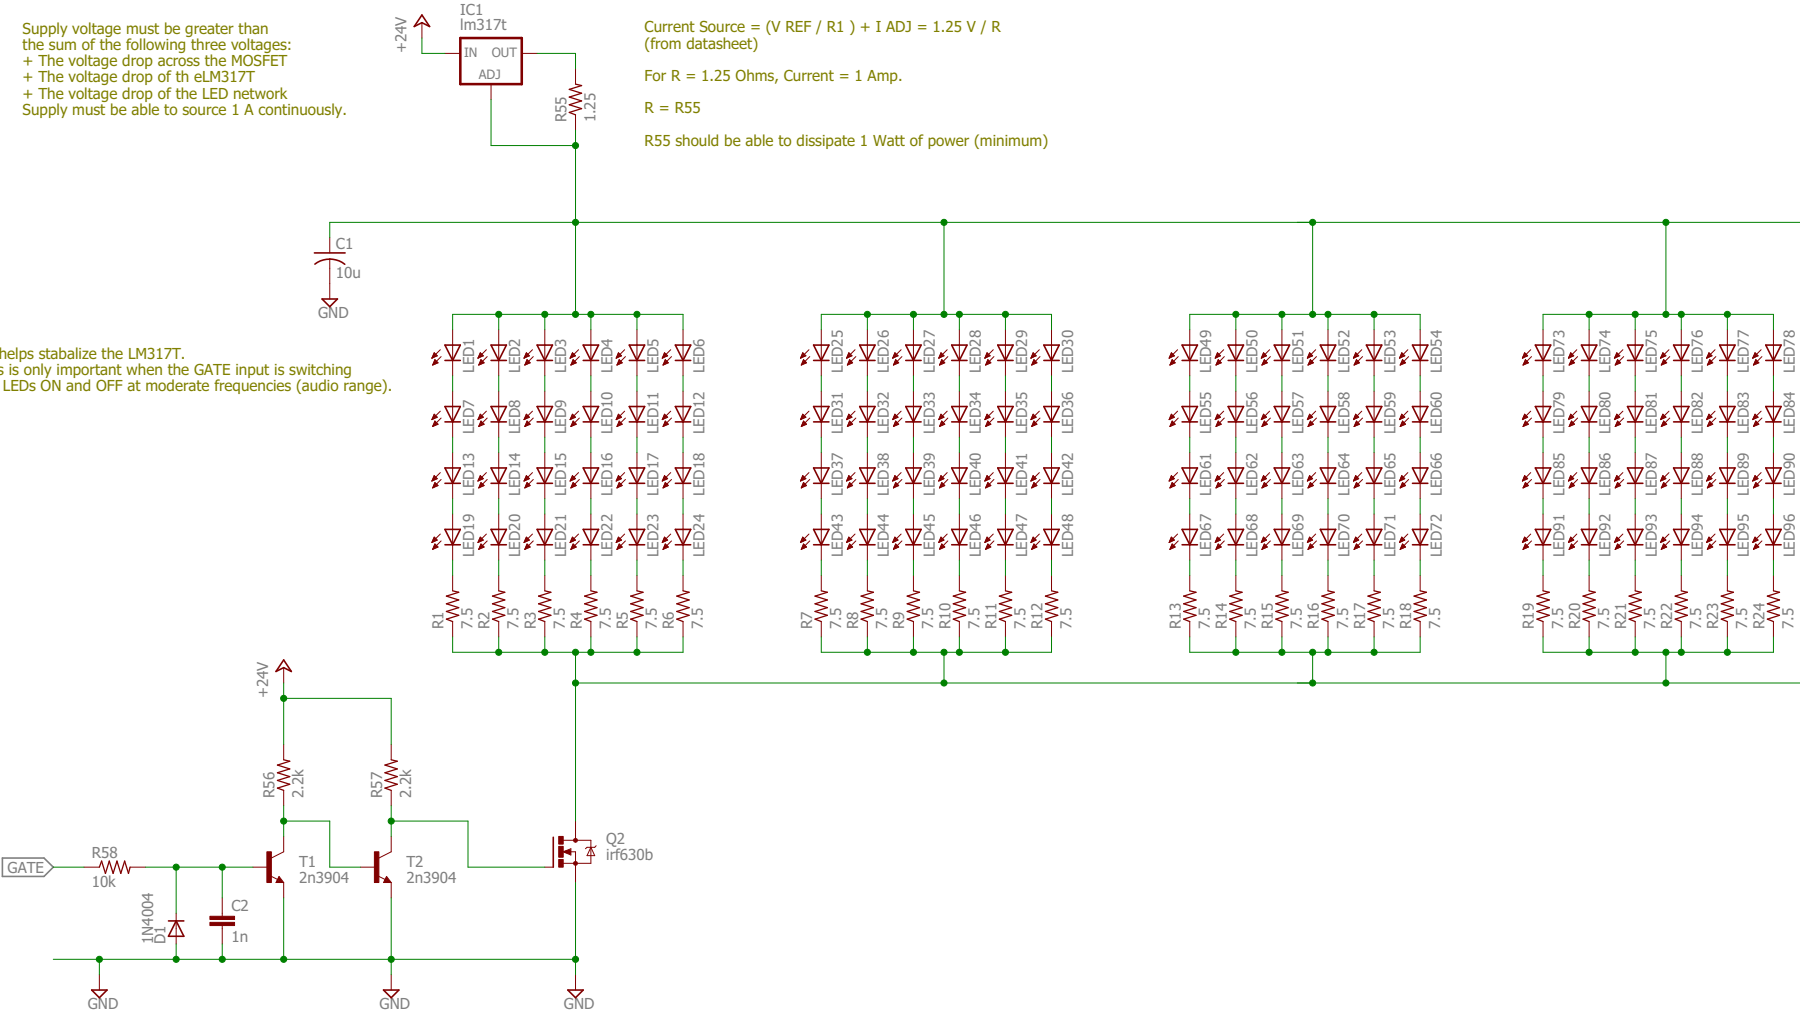 Supply voltage must be greater than
the sum of the following three voltages:
+ The voltage drop across the MOSFET
+ The voltage drop of th eLM317T
+ The voltage drop of the LED network
Supply must be able to source 1 A continuously.
+24V
IC1
lm317t
IN OUT
ADJ
R55
1.25
Current Source = (V REF / R1 ) + I ADJ = 1.25 V / R
(from datasheet)
For R = 1.25 Ohms, Current = 1 Amp.
R = R55
R55 should be able to dissipate 1 Watt of power (minimum)
C1
10u
GND
helps stabalize the LM317T.
s is only important when the GATE input is switching
LEDs ON and OFF at moderate frequencies (audio range).
LED1 LED2 LED3 LED4 LED5 LED6 LED25 LED26 LED27 LED28 LED29 LED30 LED49 LED50 LED51 LED52 LED53 LED54 LED73 LED74 LED75 LED76 LED77 LED78
LED7 LED8 LED9 LED10 LED11 LED12 LED31 LED32 LED33 LED34 LED35 LED36 LED55 LED56 LED57 LED58 LED59 LED60 LED79 LED80 LED81 LED82 LED83 LED84
LED13 LED14 LED15 LED16 LED17 LED18 LED37 LED38 LED39 LED40 LED41 LED42 LED61 LED62 LED63 LED64 LED65 LED66 LED85 LED86 LED87 LED88 LED89 LED90
LED19 LED20 LED21 LED22 LED23 LED24 LED43 LED44 LED45 LED46 LED47 LED48 LED67 LED68 LED69 LED70 LED71 LED72 LED91 LED92 LED93 LED94 LED95 LED96
R1 7.5 R2 7.5 R3 7.5 R4 7.5 R5 7.5 R6 7.5 R7 7.5 R8 7.5 R9 7.5 R10 7.5 R11 7.5 R12 7.5 R13 7.5 R14 7.5 R15 7.5 R16 7.5 R17 7.5 R18 7.5 R19 7.5 R20 7.5 R21 7.5 R22 7.5 R23 7.5 R24 7.5
+24V
R56
2.2k
R57
2.2k
GATE
R58
10k
T1
2n3904
T2
2n3904
Q2
irf630b
1N4004
D1
C2
1n
GND
GND
GND